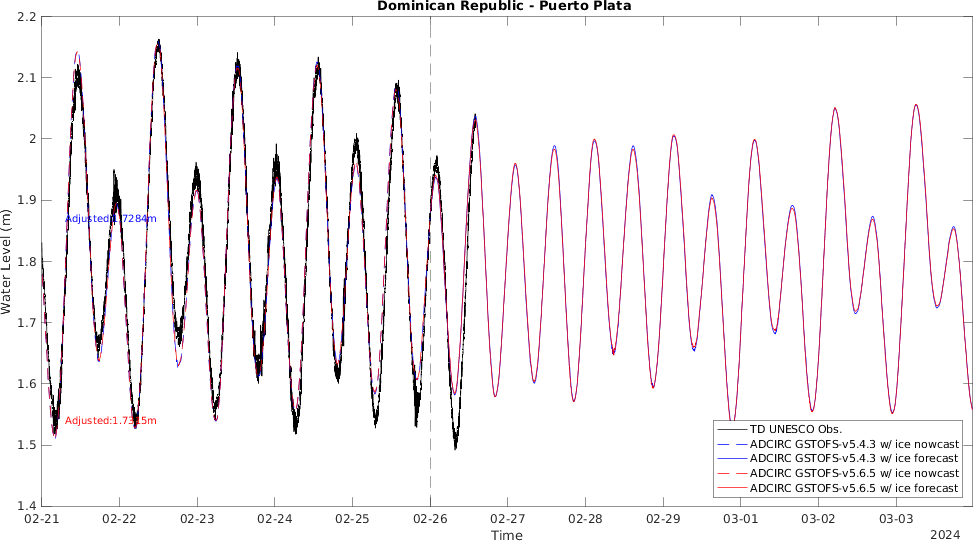 Dominican Republic - Puerto Plata
Water Level (m)
2.2
2.1
2
1.9
1.8
1.7
1.6
1.5
1.4
Adjusted:1.7284m
Adjusted:1.7315m
TD UNESCO Obs.
ADCIRC GSTOFS-v5.4.3 w/ ice nowcast
ADCIRC GSTOFS-v5.4.3 w/ ice forecast
ADCIRC GSTOFS-v5.6.5 w/ ice nowcast
ADCIRC GSTOFS-v5.6.5 w/ ice forecast
02-21 02-22 02-23 02-24 02-25 02-26 02-27 02-28 02-29 03-01 03-02 03-03
Time
2024